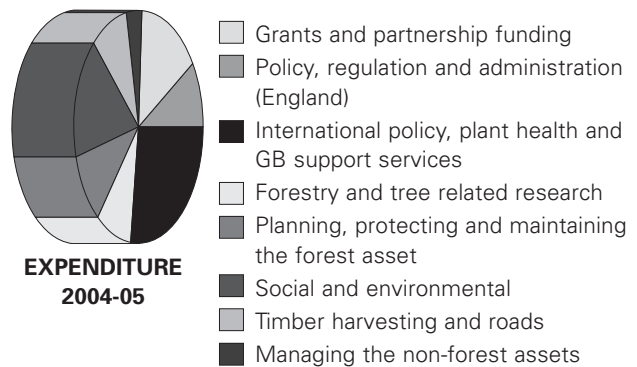 Grants and partnership funding
Policy, regulation and administration
(England)
International policy, plant health and
GB support services
Forestry and tree related research
Planning, protecting and maintaining
the forest asset
Social and environmental
Timber harvesting and roads
Managing the non-forest assets
EXPENDITURE
2004-05